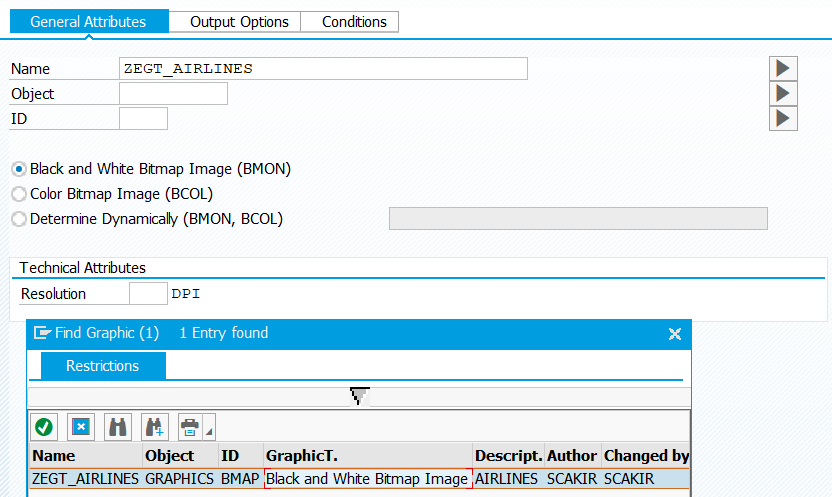 General Attributes Output Options Conditions
Name ZEGT_AIRLINES
Object
ID
Black and White Bitmap Image (BMON)
Color Bitmap Image (BCOL)
Determine Dynamically (BMON, BCOL)
Technical Attributes
Resolution DPI
Find Graphic (1) 1 Entry found
Restrictions
Name Object ID GraphicT. Descript. Author Changed by
ZEGT_AIRLINES GRAPHICS BMAP Black and White Bitmap Image AIRLINES SCAKIR SCAKIR